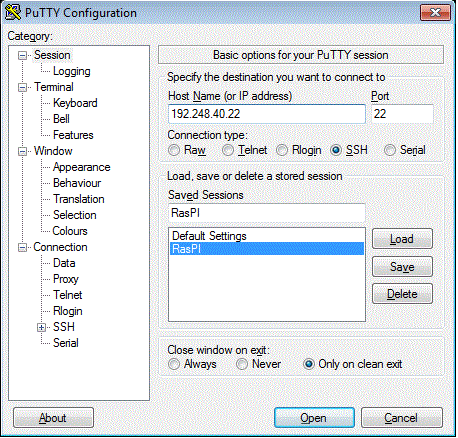 PuTTY Configuration
Category:
Session
Logging
Terminal
Keyboard
Bell
Features
Window
Appearance
Behaviour
Translation
Selection
Colours
Connection
Data
Proxy
Telnet
Rlogin
SSH
Serial
Basic options for your PuTTY session
Specify the destination you want to connect to
Host Name (or IP address) Port
192.248.40.22 22
Connection type:
Raw Telnet Rlogin SSH Serial
Load, save or delete a stored session
Saved Sessions
RasPI
Default Settings
RasPI
Load
Save
Delete
Close window on exit:
Always Never Only on clean exit
About Open Cancel